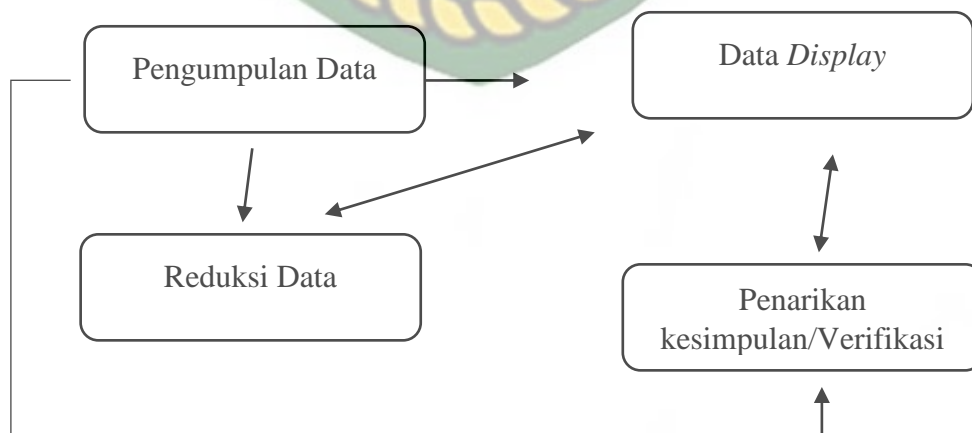 Pengumpulan Data
Data Display
Reduksi Data
Penarikan
kesimpulan/Verifikasi